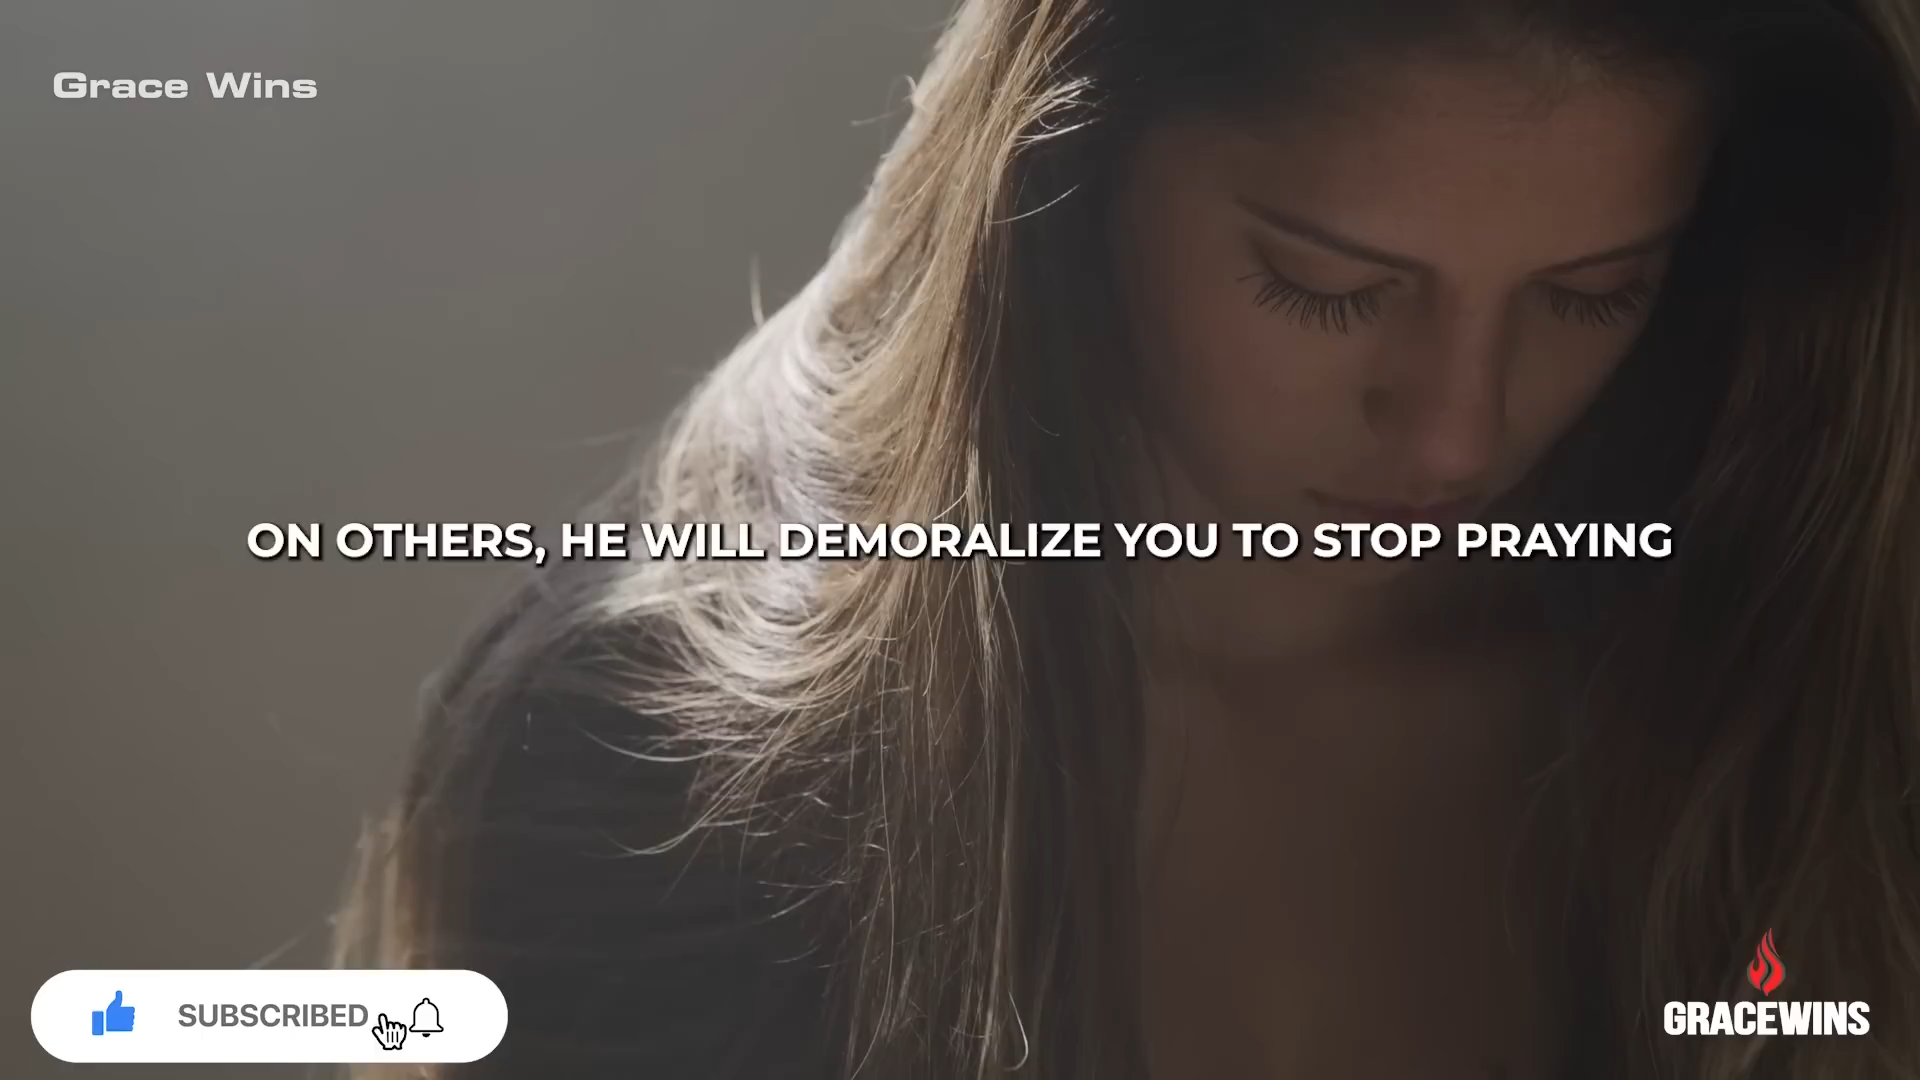 Grace Wins
ON OTHERS, HE WILL DEMORALIZE YOU TO STOP PRAYING
SUBSCRIBED
GRACEWINS